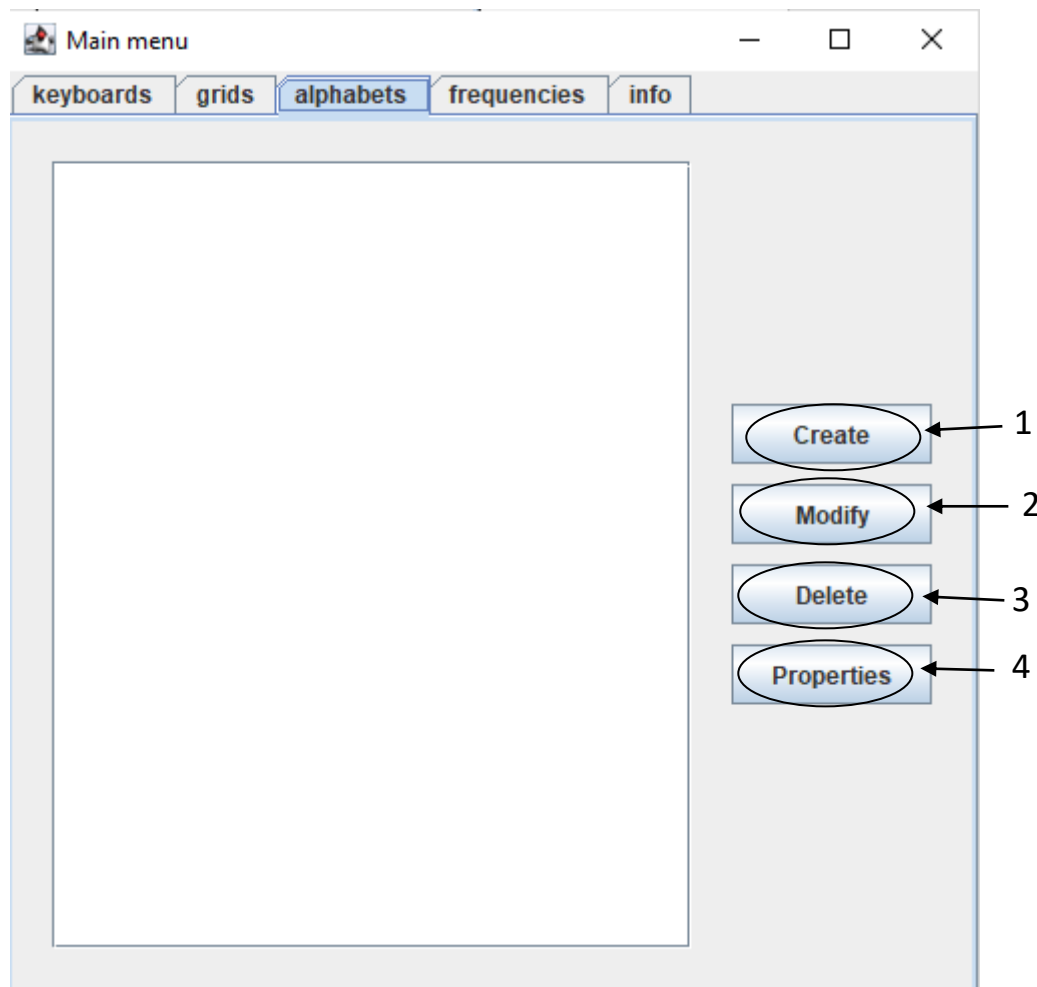 Main menu
keyboards grids alphabets frequencies info
Create 1
Modify 2
Delete 3
Properties 4